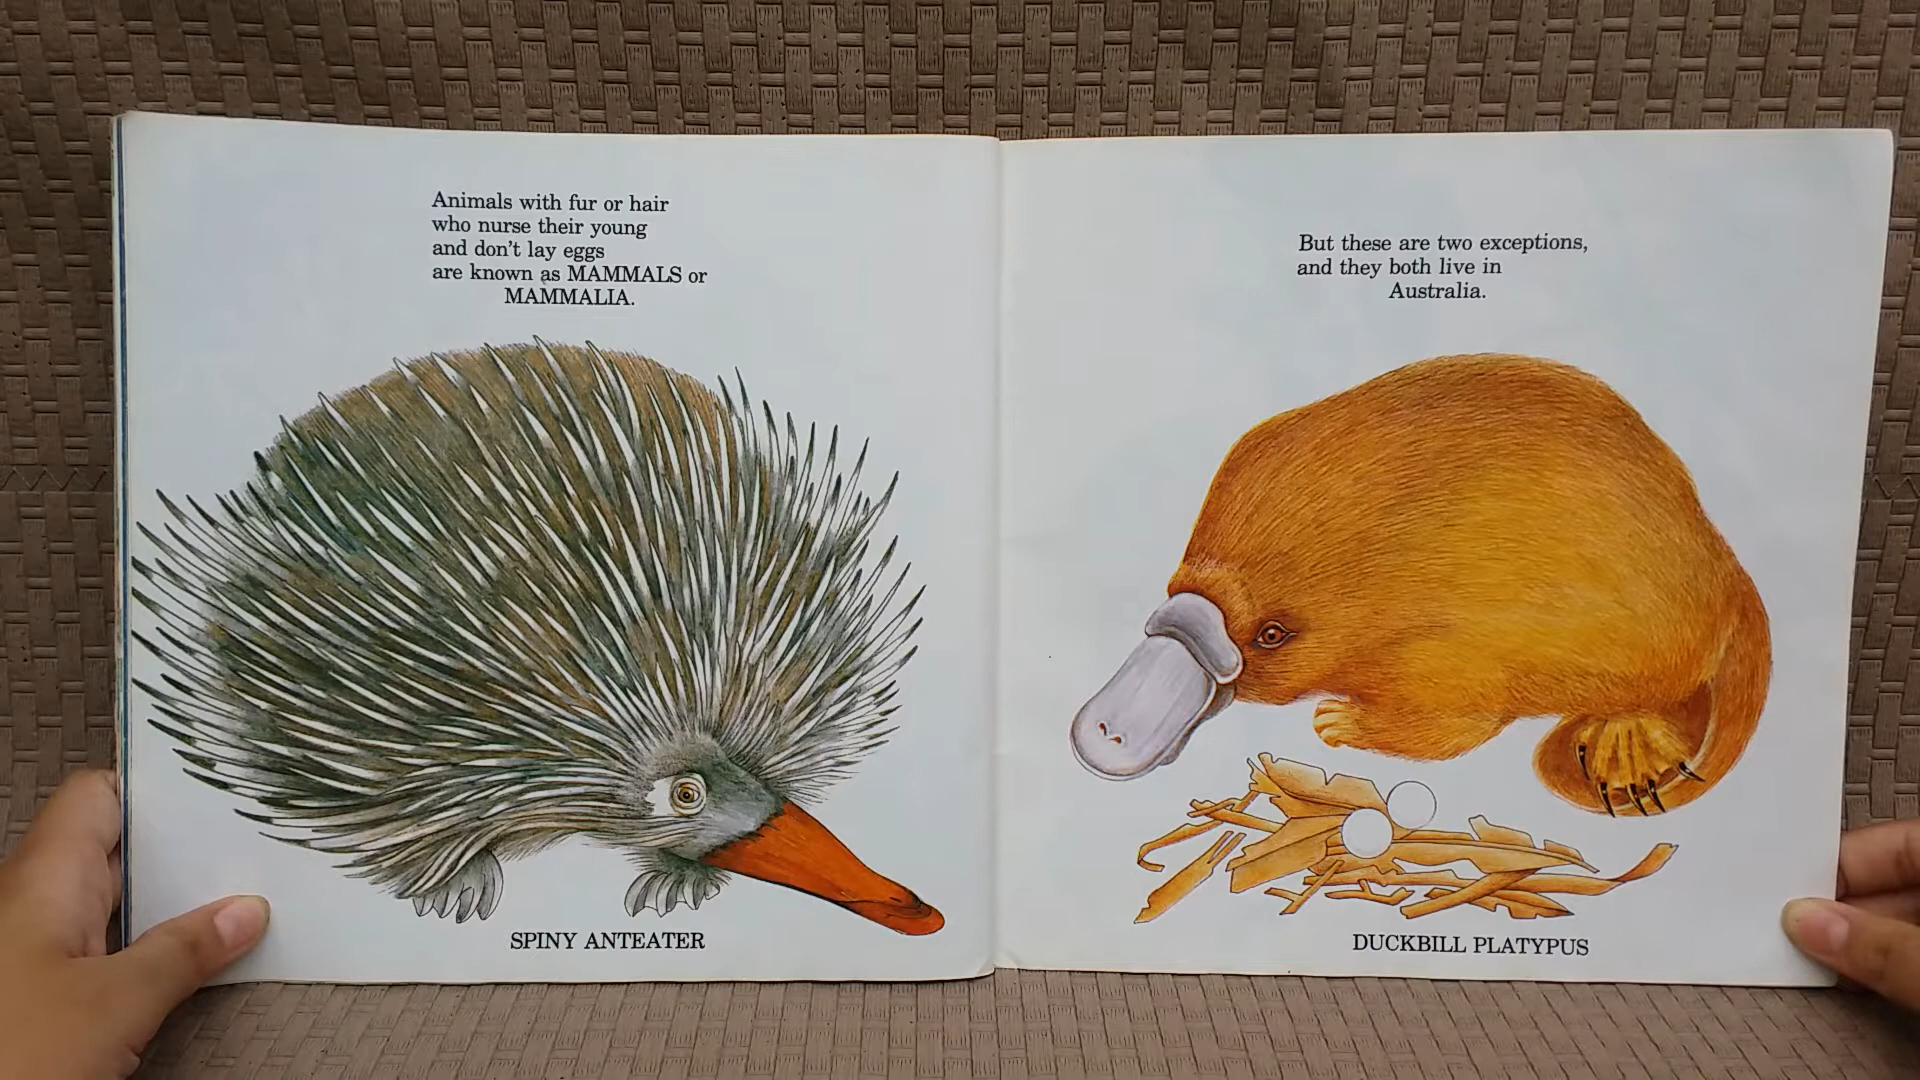 Animals with fur or hair
who nurse their young
and don't lay eggs
are known as MAMMALS or
MAMMALIA.
SPINY ANTEATER
But these are two exceptions,
and they both live in
Australia.
DUCKBILL PLATYPUS